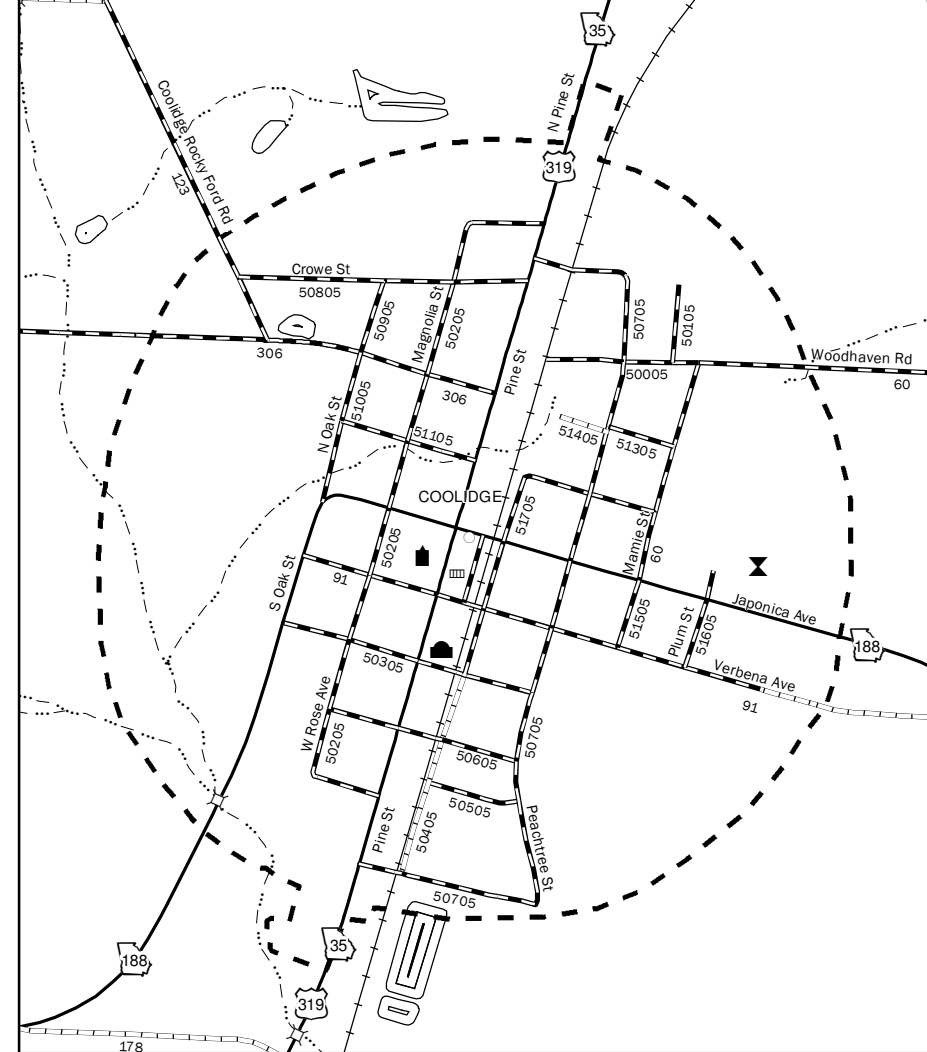 35
N Pine St
Coolidge Rocky Ford Rd
123
319
Crowe St
50805
50905
Magnolia St
50205
50705
50105
306
Woodhaven Rd
50005
60
Pine St
306
51005
N Oak St
51105
51405
51305
COOLIDGE
51705
50205
Mamie St
60
S Oak St
91
Japonica Ave
51505
Plum St
51605
188
50305
Verbena Ave
91
W Rose Ave
50205
50705
50605
50505
Pine St
50405
Peachtree St
50705
35
188
319
178